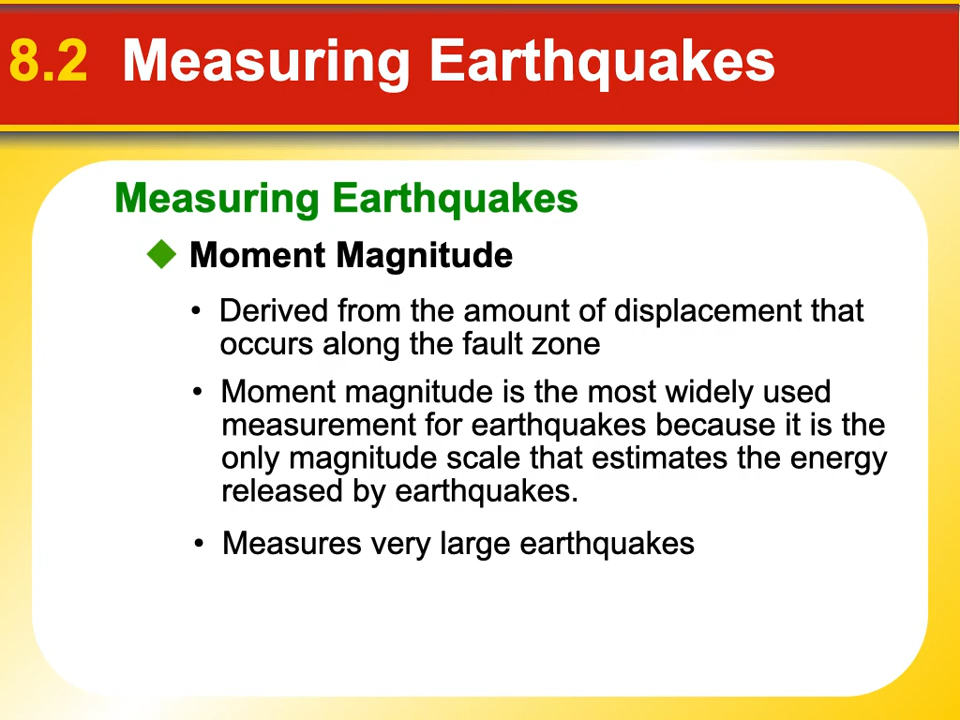 8.2 Measuring Earthquakes
Measuring Earthquakes
Moment Magnitude
• Derived from the amount of displacement that
occurs along the fault zone
• Moment magnitude is the most widely used
measurement for earthquakes because it is the
only magnitude scale that estimates the energy
released by earthquakes.
• Measures very large earthquakes